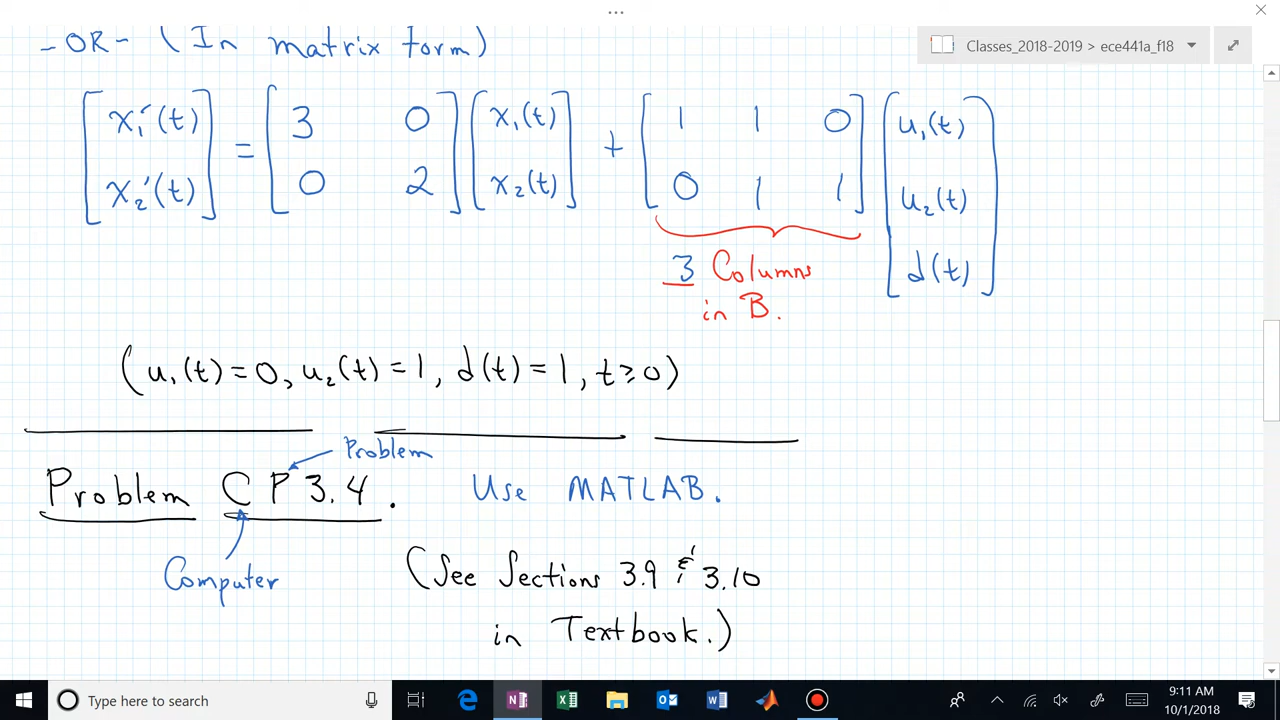 - OR - (In matrix form)
Classes_2018-2019 > ece441a_f18
[x₁'(t)] = [3 0] [x₁(t)] + [1 1 0] [u₁(t)]
[x₂'(t)] [0 2] [x₂(t)] [0 1 1] [u₂(t)]
[d(t)]
3 Columns
in B.
(u₁(t) = 0, u₂(t) = 1, d(t) = 1, t ≥ 0)
Problem
Problem CP 3.4. Use MATLAB.
Computer
(See Sections 3.9 & 3.10
in Textbook.)
Type here to search
9:11 AM
10/1/2018